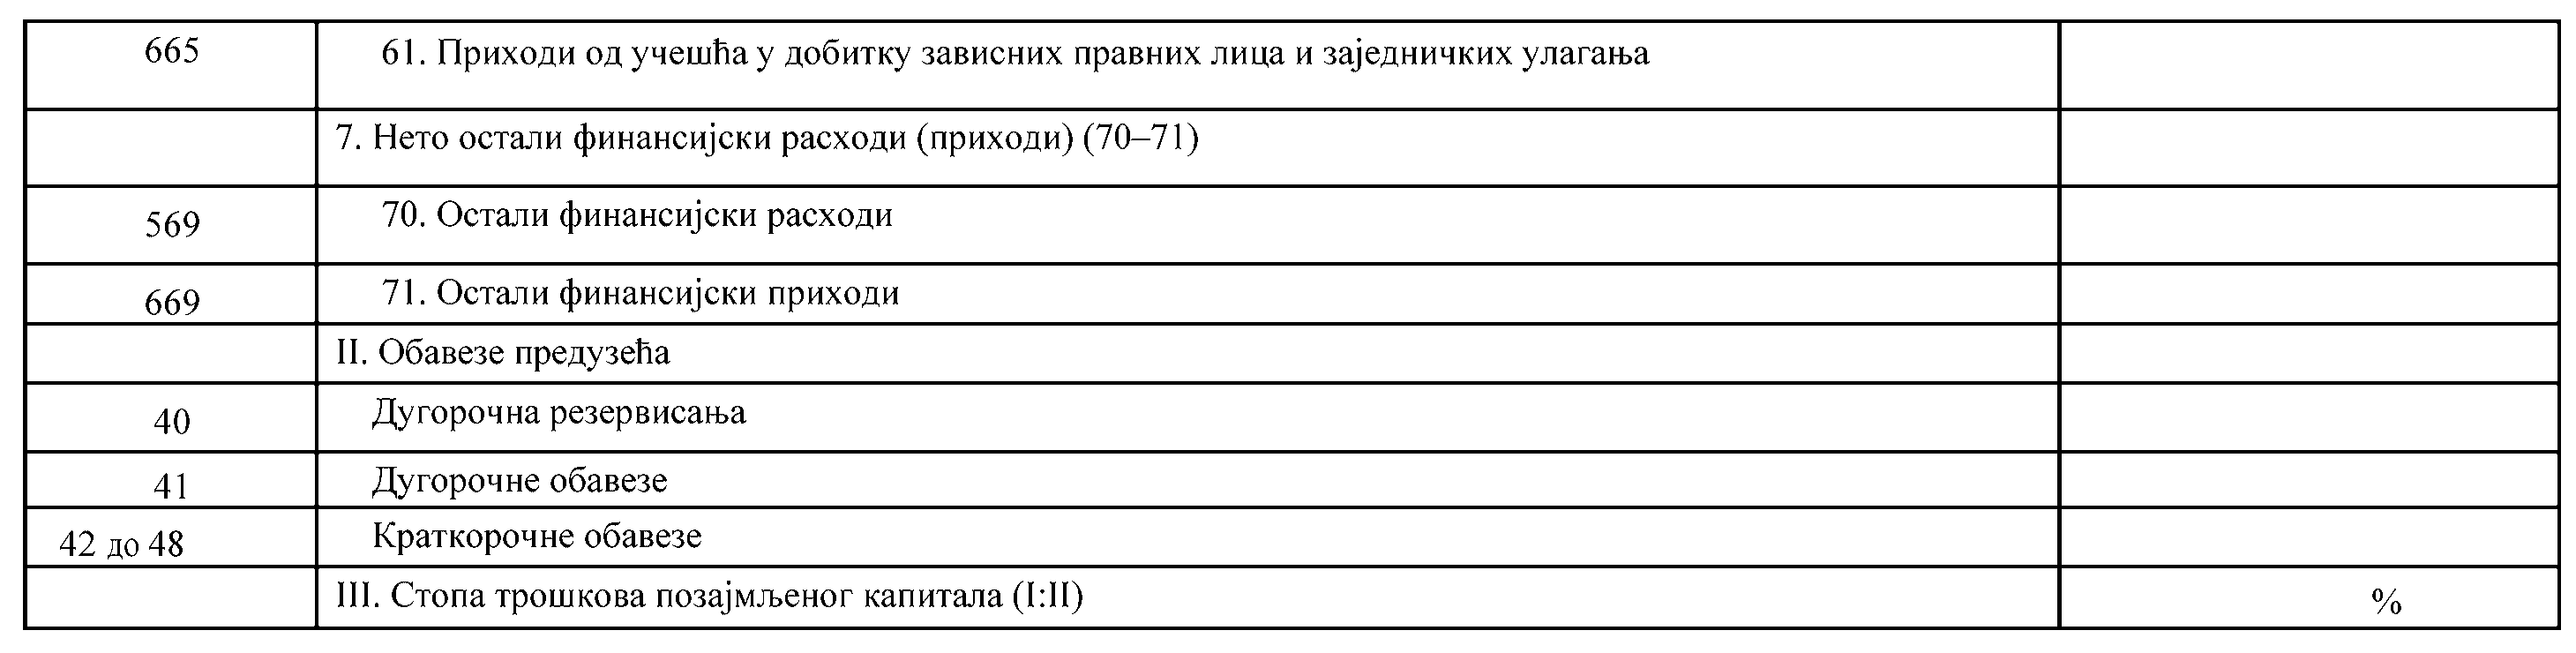 665 61. Приходи од учешћа у добитку зависних правних лица и заједничких улагања
7. Нето остали финансијски расходи (приходи) (70–71)
569 70. Остали финансијски расходи
669 71. Остали финансијски приходи
II. Обавезе предузећа
40 Дугорочна резервисања
41 Дугорочне обавезе
42 до 48 Краткорочне обавезе
III. Стопа трошкова позајмљеног капитала (I:II) %